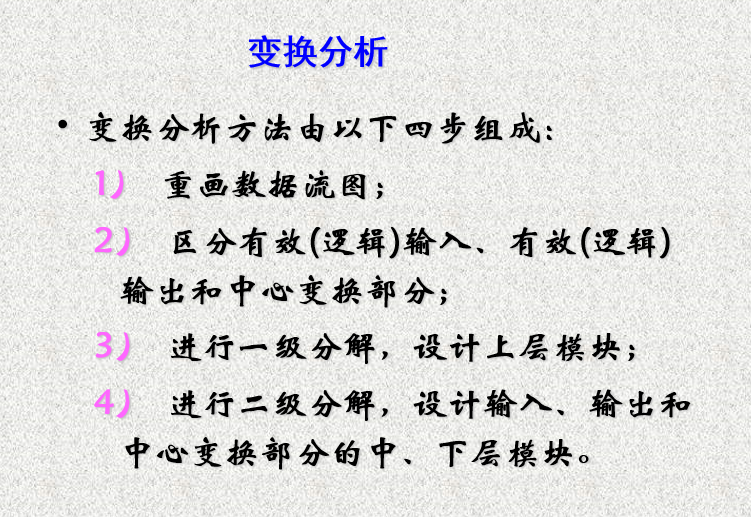 变换分析
• 变换分析方法由以下四步组成：
1） 重画数据流图；
2） 区分有效(逻辑)输入、有效(逻辑)
输出和中心变换部分；
3） 进行一级分解，设计上层模块；
4） 进行二级分解，设计输入、输出和
中心变换部分的中、下层模块。